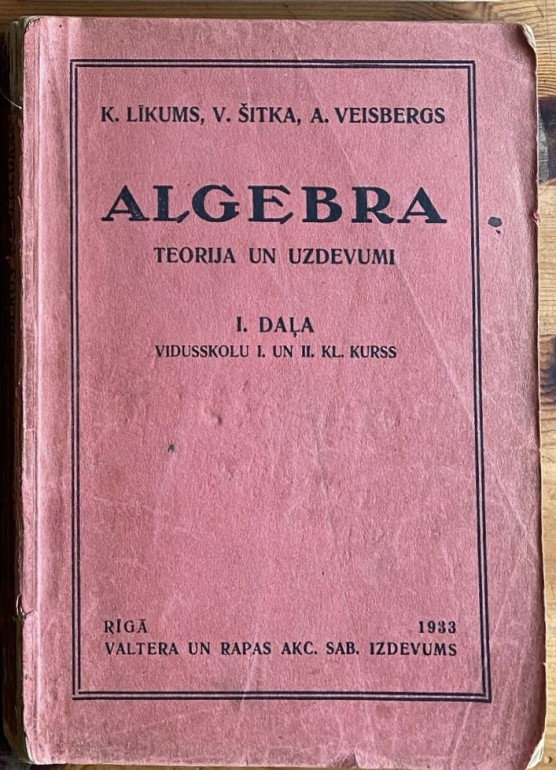 K. LĪKUMS, V. ŠITKA, A. VEISBERGS
ALGEBRA
TEORIJA UN UZDEVUMI
I. DAĻA
VIDUSSKOLU I. UN II. KL. KURSS
RĪGĀ 1933
VALTERA UN RAPAS AKC. SAB. IZDEVUMS